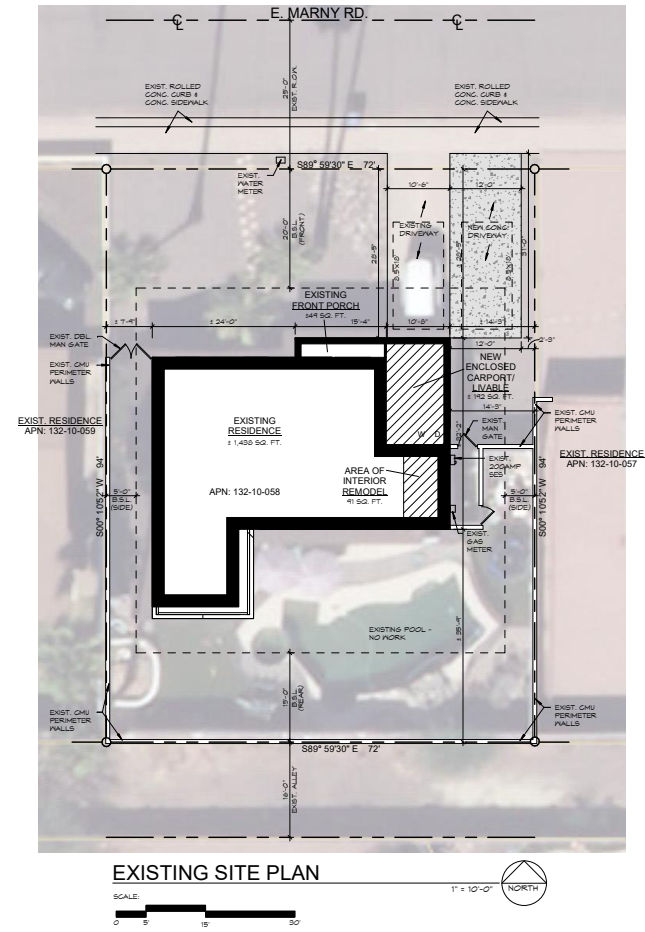 E. MARNY RD.
℄
℄
25'-0"
EXIST. R.O.W.
EXIST. ROLLED
CONC. CURB &
CONC. SIDEWALK
EXIST. ROLLED
CONC. CURB &
CONC. SIDEWALK
S89° 59'30" E 72'
EXIST.
WATER
METER
10'-6"
12'-0"
20'-0"
B.S.L.
(FRONT)
EXISTING
DRIVEWAY
NEW CONC.
DRIVEWAY
31'-0"
EXISTING
FRONT PORCH
±49 SQ. FT.
± 7'-9"
± 24'-0"
15'-4"
10'-8"
± 14'-3"
12'-0"
2'-3"
EXIST. DBL.
MAN GATE
EXIST. CMU
PERIMETER
WALLS
NEW
ENCLOSED
CARPORT/
LIVABLE
± 192 SQ. FT.
14'-3"
EXIST. RESIDENCE
APN: 132-10-059
EXISTING
RESIDENCE
± 1,438 SQ. FT.
W D
EXIST.
MAN
GATE
EXIST. CMU
PERIMETER
WALLS
EXIST. RESIDENCE
APN: 132-10-057
AREA OF
INTERIOR
REMODEL
91 SQ. FT.
EXIST.
200AMP
SES
APN: 132-10-058
5'-0"
B.S.L.
(SIDE)
5'-0"
B.S.L.
(SIDE)
S00° 10'52" W 94'
S00° 10'52" W 94'
EXIST.
GAS
METER
EXISTING POOL -
NO WORK
± 35'-4"
15'-0"
B.S.L.
(REAR)
EXIST. CMU
PERIMETER
WALLS
EXIST. CMU
PERIMETER
WALLS
S89° 59'30" E 72'
16'-0"
EXIST. ALLEY
EXISTING SITE PLAN
1" = 10'-0"
NORTH
SCALE:
0 5' 15' 30'